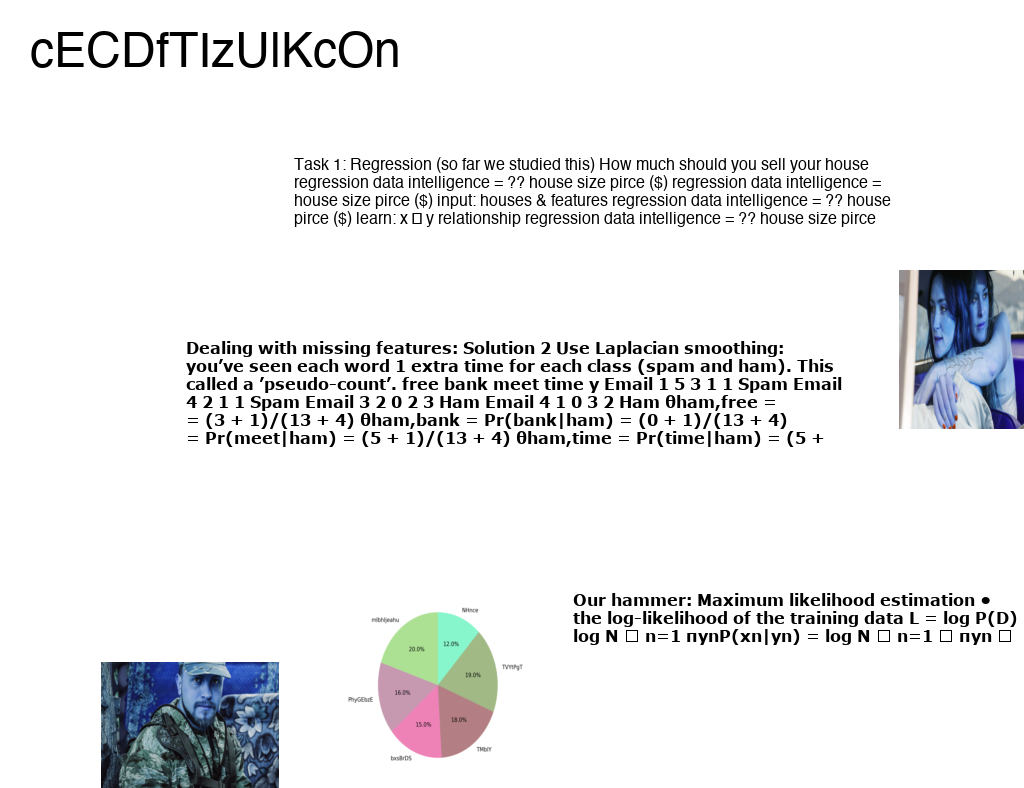 cECDfTIzUlKcOn
Task 1: Regression (so far we studied this) How much should you sell your house
regression data intelligence = ?? house size pirce ($) regression data intelligence =
house size pirce ($) input: houses & features regression data intelligence = ?? house
pirce ($) learn: x □ y relationship regression data intelligence = ?? house size pirce
Dealing with missing features: Solution 2 Use Laplacian smoothing:
you’ve seen each word 1 extra time for each class (spam and ham). This
called a ’pseudo-count’. free bank meet time y Email 1 5 3 1 1 Spam Email
4 2 1 1 Spam Email 3 2 0 2 3 Ham Email 4 1 0 3 2 Ham θham,free =
= (3 + 1)/(13 + 4) θham,bank = Pr(bank|ham) = (0 + 1)/(13 + 4)
= Pr(meet|ham) = (5 + 1)/(13 + 4) θham,time = Pr(time|ham) = (5 +
Our hammer: Maximum likelihood estimation •
the log-likelihood of the training data L = log P(D)
log N □ n=1 πynP(xn|yn) = log N □ n=1 □ πyn □
NHnce
mlbhljeahu
12.0%
20.0%
TVYtPgT
19.0%
PhyGEbzE
16.0%
18.0%
15.0%
TMblY
bxsBrDS